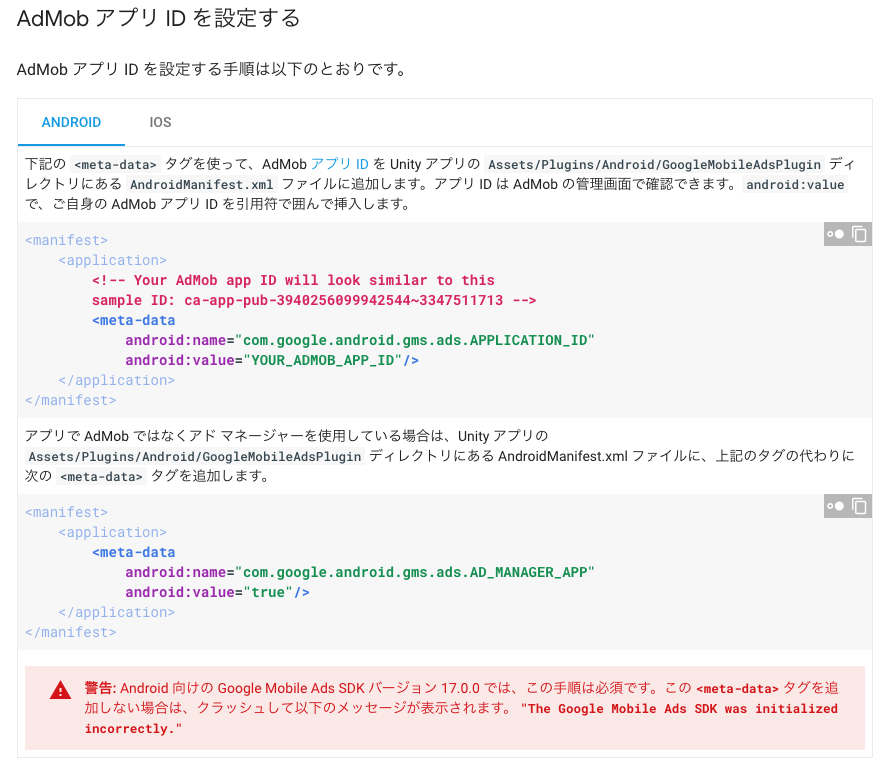 AdMob アプリ ID を設定する
AdMob アプリ ID を設定する手順は以下のとおりです。
ANDROID IOS
下記の <meta-data> タグを使って、AdMob アプリ ID を Unity アプリの Assets/Plugins/Android/GoogleMobileAdsPlugin ディ
レクトリにある AndroidManifest.xml ファイルに追加します。アプリ ID は AdMob の管理画面で確認できます。 android:value
で、ご自身の AdMob アプリ ID を引用符で囲んで挿入します。
<manifest>
    <application>
        <!-- Your AdMob app ID will look similar to this
        sample ID: ca-app-pub-3940256099942544~3347511713 -->
        <meta-data
            android:name="com.google.android.gms.ads.APPLICATION_ID"
            android:value="YOUR_ADMOB_APP_ID"/>
    </application>
</manifest>
アプリで AdMob ではなくアド マネージャーを使用している場合は、Unity アプリの
Assets/Plugins/Android/GoogleMobileAdsPlugin ディレクトリにある AndroidManifest.xml ファイルに、上記のタグの代わりに
次の <meta-data> タグを追加します。
<manifest>
    <application>
        <meta-data
            android:name="com.google.android.gms.ads.AD_MANAGER_APP"
            android:value="true"/>
    </application>
</manifest>
警告: Android 向けの Google Mobile Ads SDK バージョン 17.0.0 では、この手順は必須です。この <meta-data> タグを追
加しない場合は、クラッシュして以下のメッセージが表示されます。 "The Google Mobile Ads SDK was initialized
incorrectly."